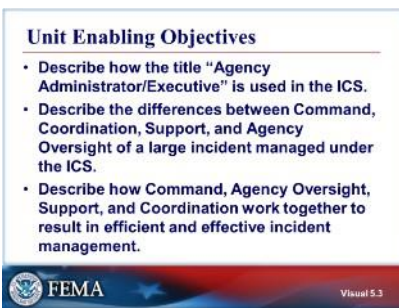 Unit Enabling Objectives
• Describe how the title “Agency
Administrator/Executive” is used in the ICS.
• Describe the differences between Command,
Coordination, Support, and Agency
Oversight of a large incident managed under
the ICS.
• Describe how Command, Agency Oversight,
Support, and Coordination work together to
result in efficient and effective incident
management.
FEMA
Visual 5.3